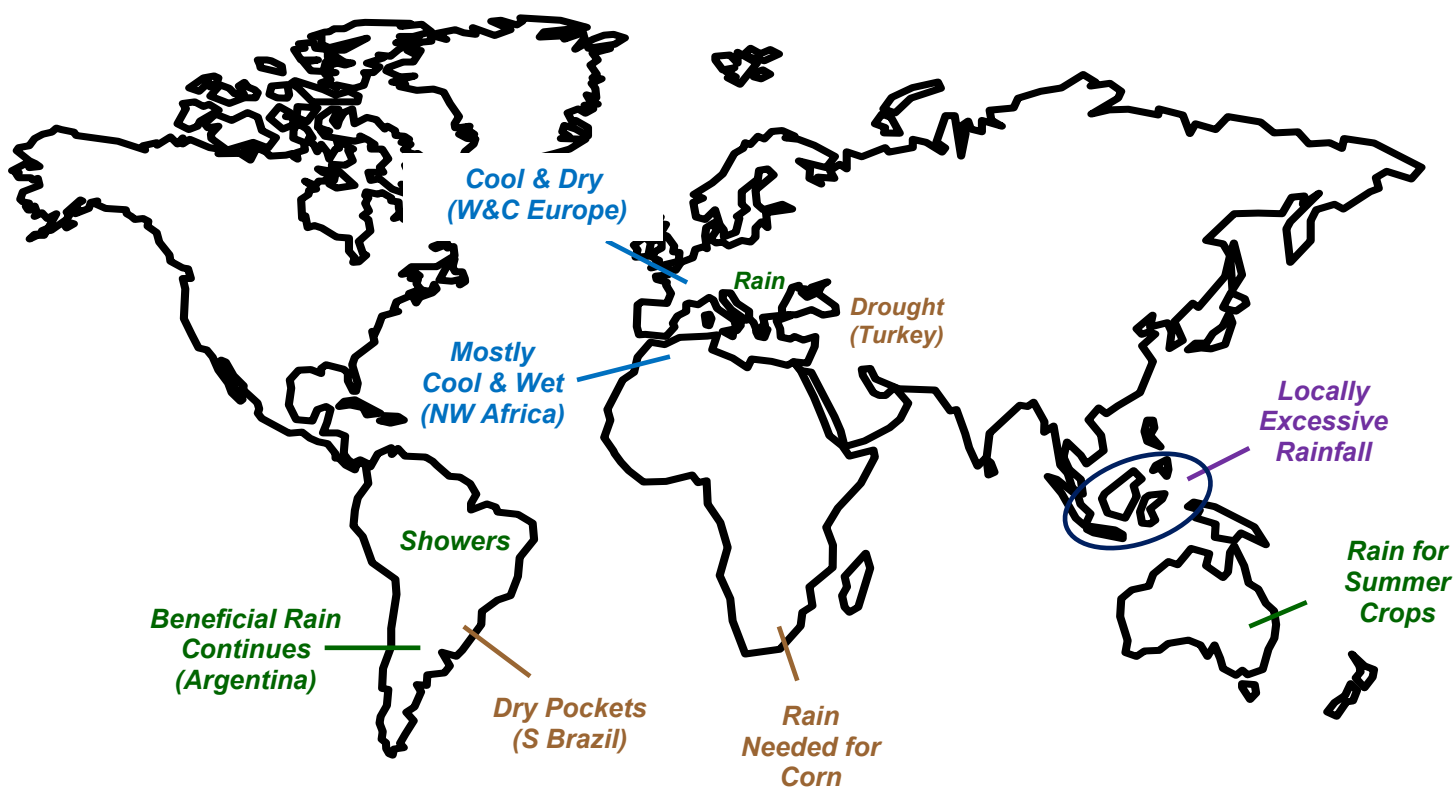 Cool & Dry
(W&C Europe)
Rain
Drought
(Turkey)
Mostly
Cool & Wet
(NW Africa)
Locally
Excessive
Rainfall
Showers
Rain for
Summer
Crops
Beneficial Rain
Continues
(Argentina)
Dry Pockets
(S Brazil)
Rain
Needed for
Corn